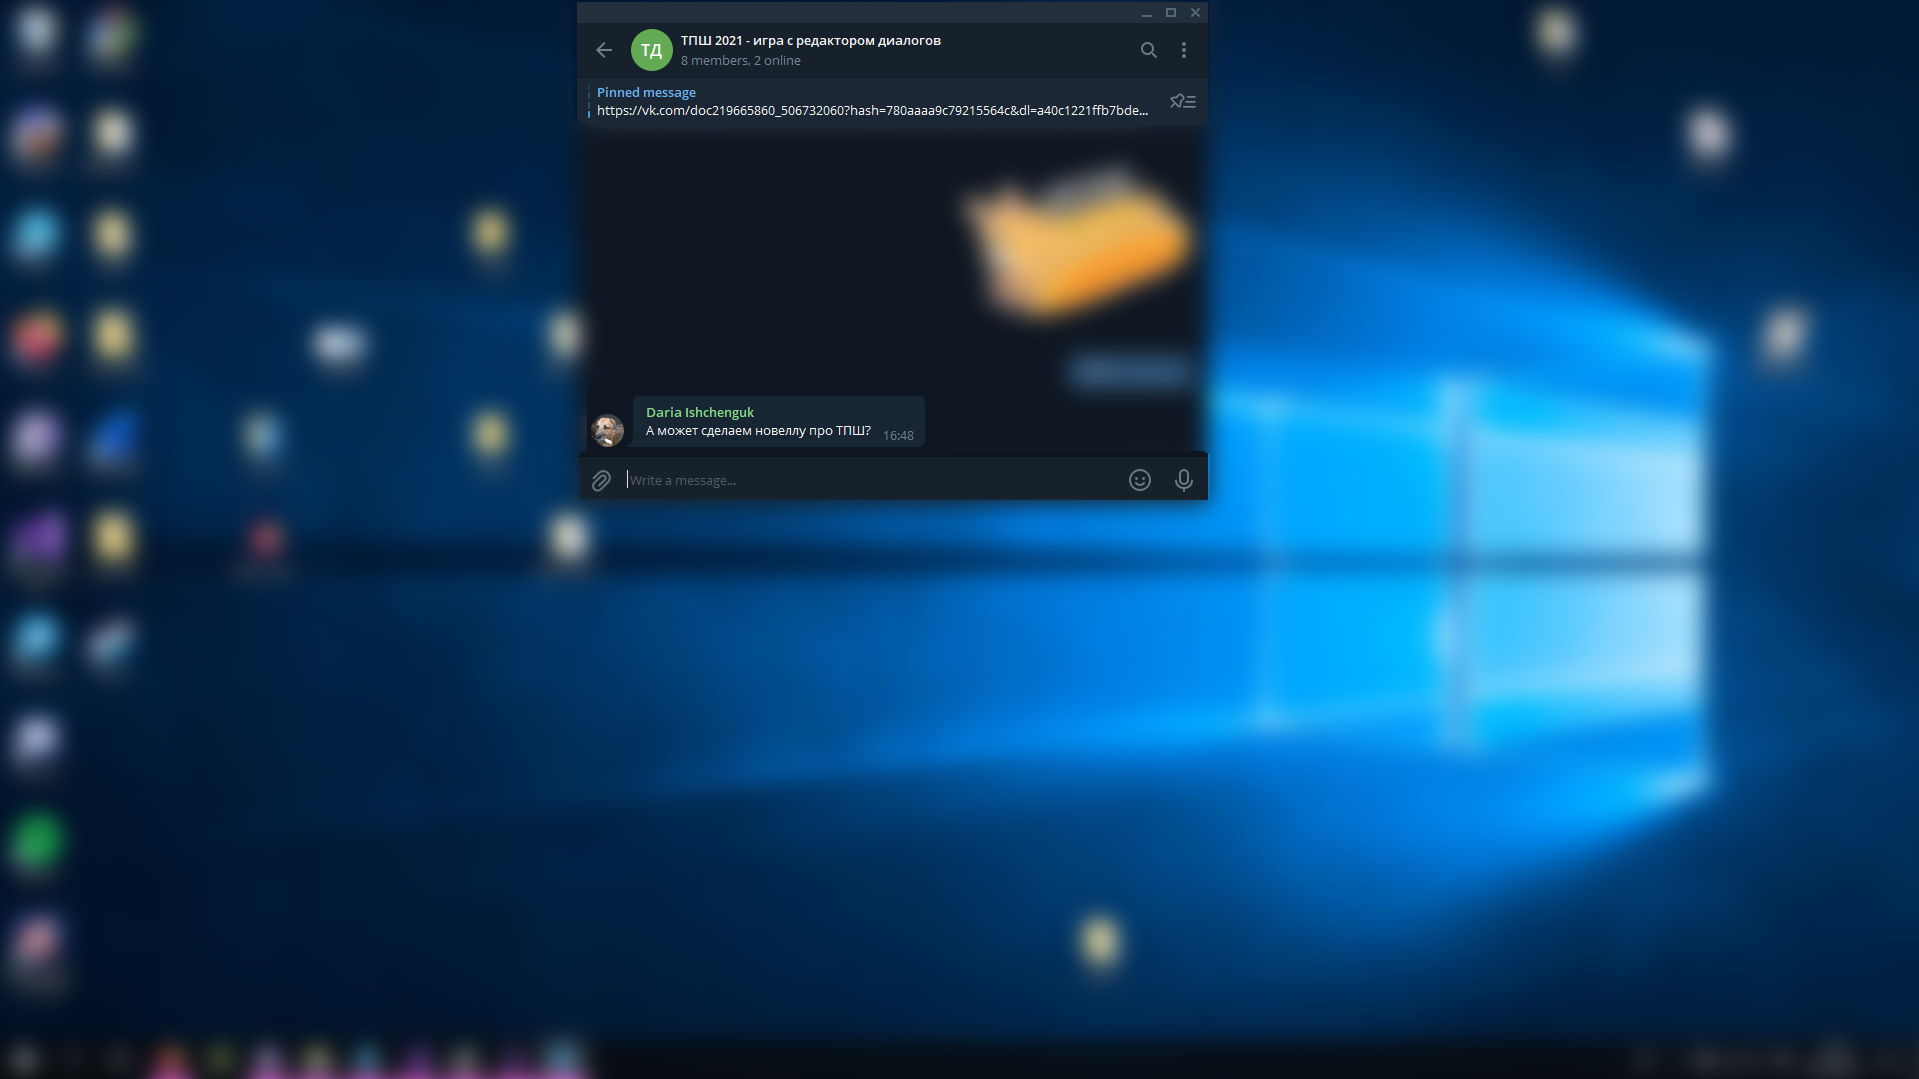 ТПШ 2021 - игра с редактором диалогов
ТД
8 members, 2 online
Pinned message
https://vk.com/doc219665860_506732060?hash=780aaaa9c79215564c&dl=a40c1221ffb7bde...
Daria Ishchenguk
А может сделаем новеллу про ТПШ?
16:48
Write a message...